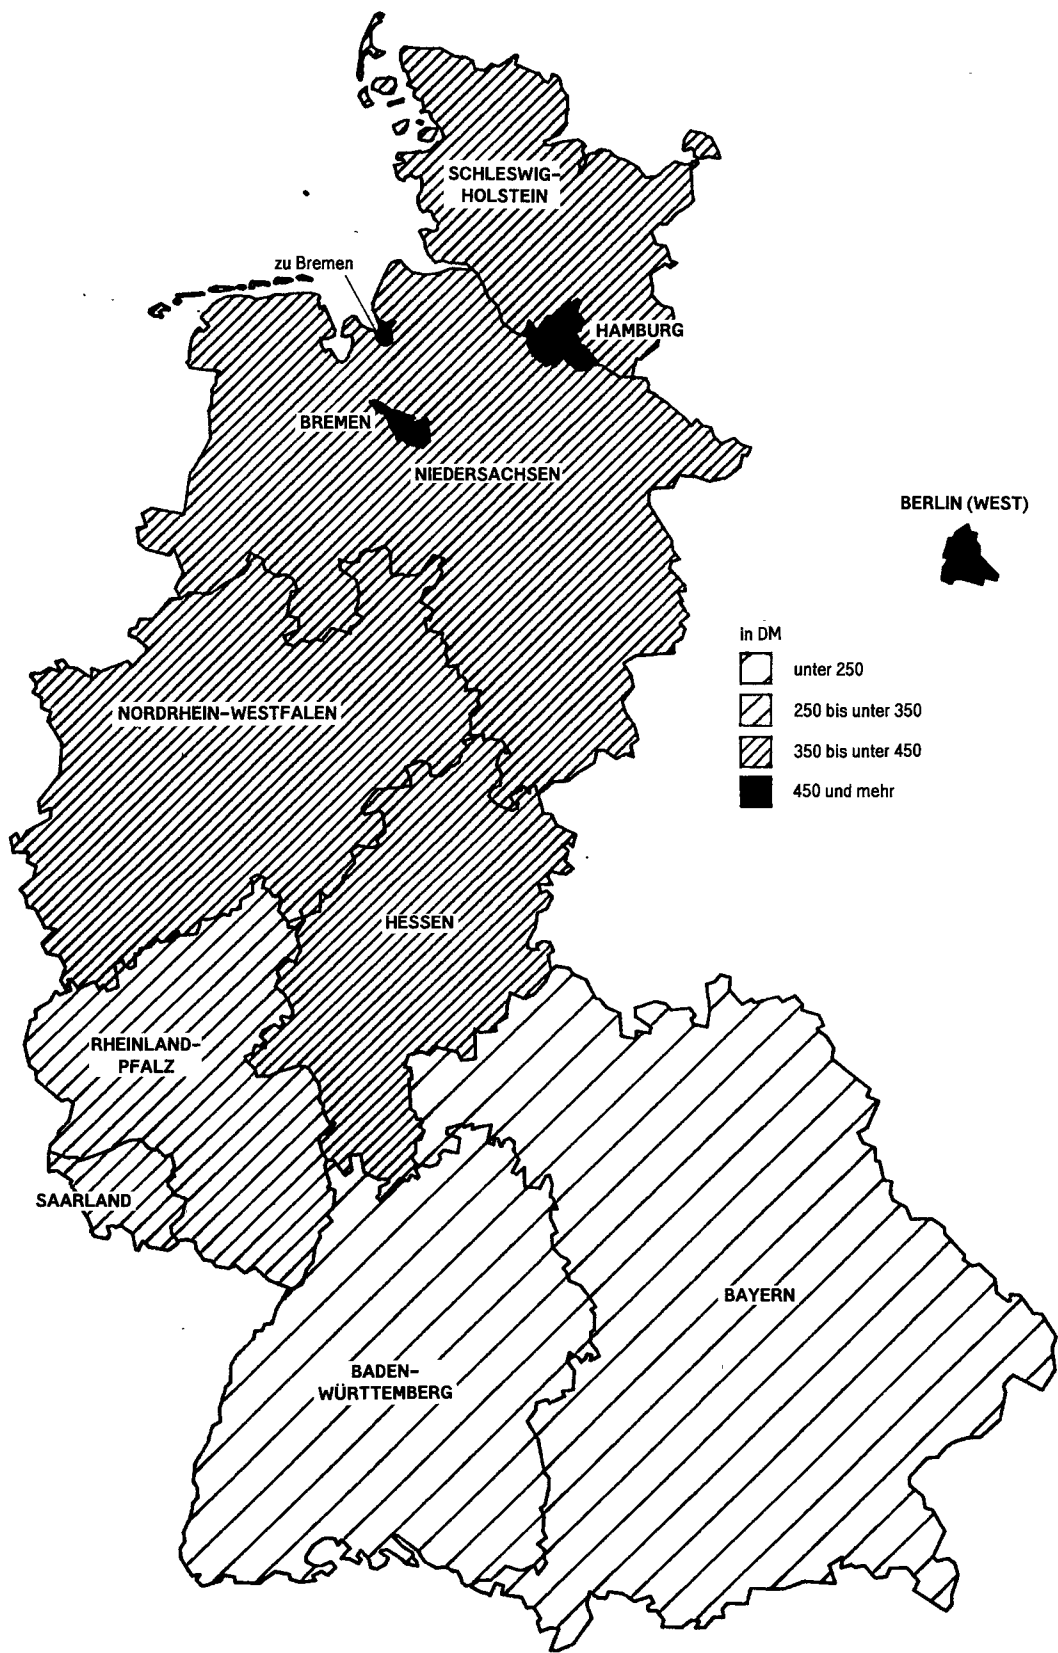 SCHLESWIG-
HOLSTEIN
zu Bremen
HAMBURG
BREMEN
NIEDERSACHSEN
BERLIN (WEST)
in DM
unter 250
250 bis unter 350
350 bis unter 450
450 und mehr
NORDRHEIN-WESTFALEN
HESSEN
RHEINLAND-
PFALZ
SAARLAND
BAYERN
BADEN-
WÜRTTEMBERG